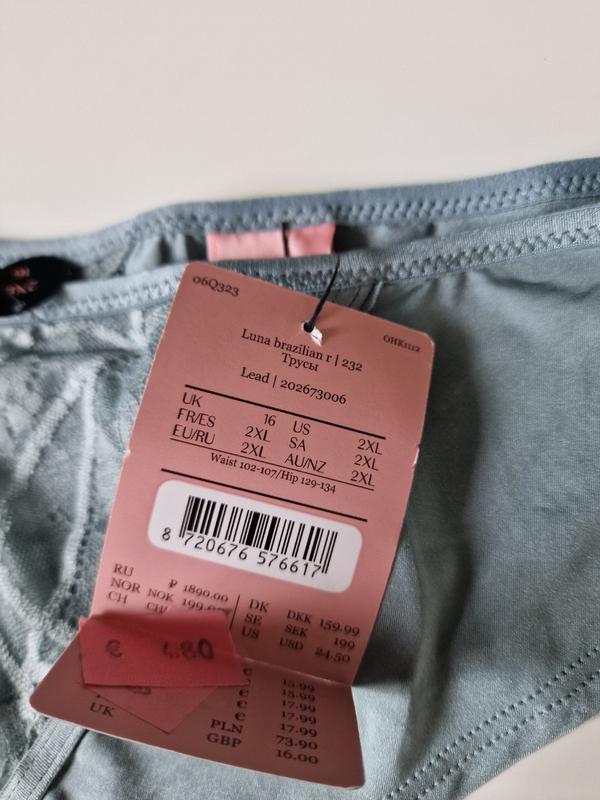 06Q323
OHK1112
Luna brazilian r | 232
Трусы
Lead | 202673006
UK 16 US 2XL
FR/ES 2XL SA 2XL
EU/RU 2XL AU/NZ 2XL
Waist 102-107/Hip 129-134
8 720676 576617
RU ₽ 1890.00
NOR NOK 199.00
CH
DK DKK 159.99
SE SEK 199
US USD 24.50
€ 4.80
€ 15.99
€ 15.99
€ 17.99
€ 17.99
PLN 73.90
UK GBP 16.00